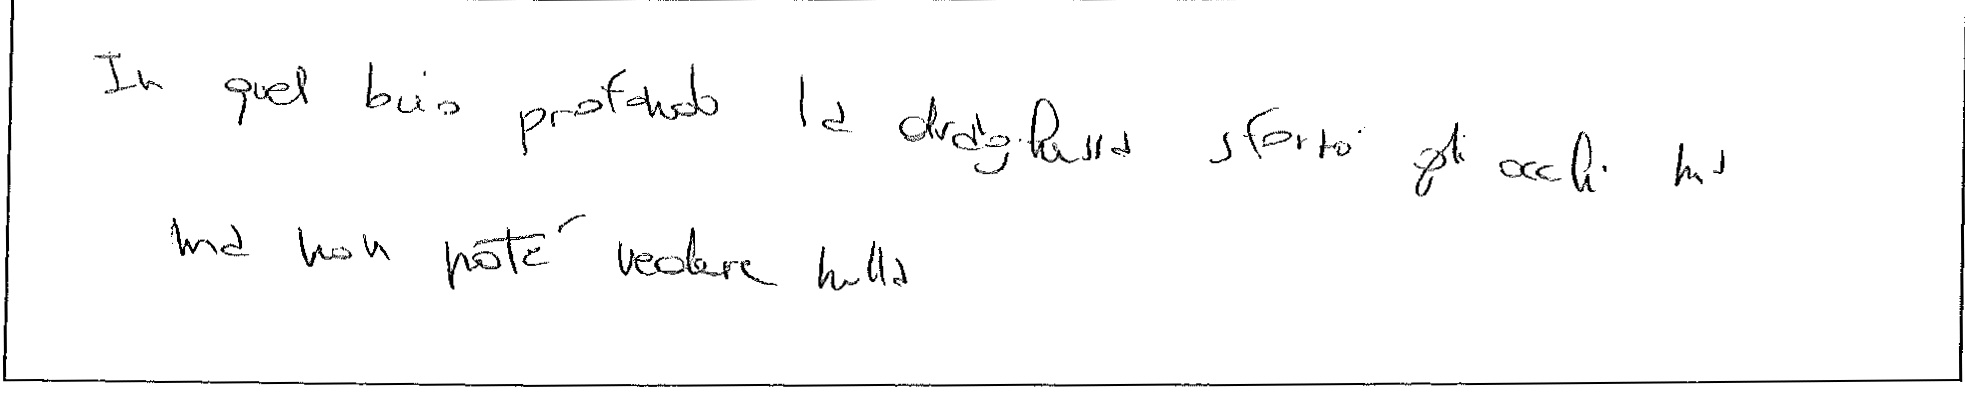 In quel buio profondo la draghessa sforzò gli occhi ma
ma non poté vedere nulla